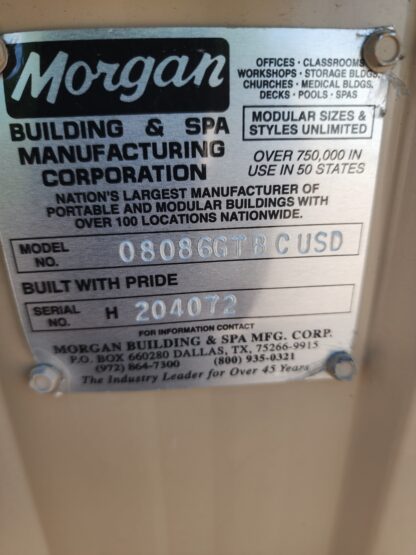 Morgan
OFFICES · CLASSROOMS
WORKSHOPS · STORAGE BLDGS.
CHURCHES · MEDICAL BLDGS.
DECKS · POOLS · SPAS
MODULAR SIZES &
STYLES UNLIMITED
BUILDING & SPA
MANUFACTURING
CORPORATION
OVER 750,000 IN
USE IN 50 STATES
NATION'S LARGEST MANUFACTURER OF
PORTABLE AND MODULAR BUILDINGS WITH
OVER 100 LOCATIONS NATIONWIDE.
MODEL NO. 08086GTBCUSD
BUILT WITH PRIDE
SERIAL NO. H 204072
FOR INFORMATION CONTACT
MORGAN BUILDING & SPA MFG. CORP.
P.O. BOX 660280 DALLAS, TX, 75266-9915
(972) 864-7300 (800) 935-0321
The Industry Leader for Over 45 Years